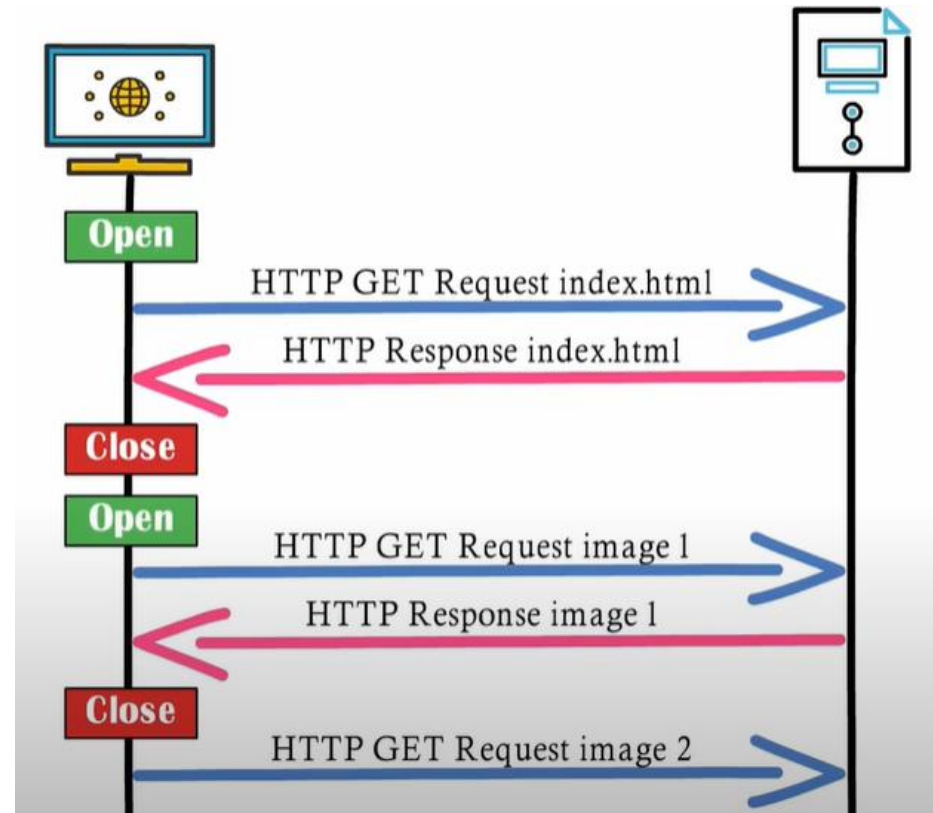 Open
HTTP GET Request index.html
HTTP Response index.html
Close
Open
HTTP GET Request image 1
HTTP Response image 1
Close
HTTP GET Request image 2